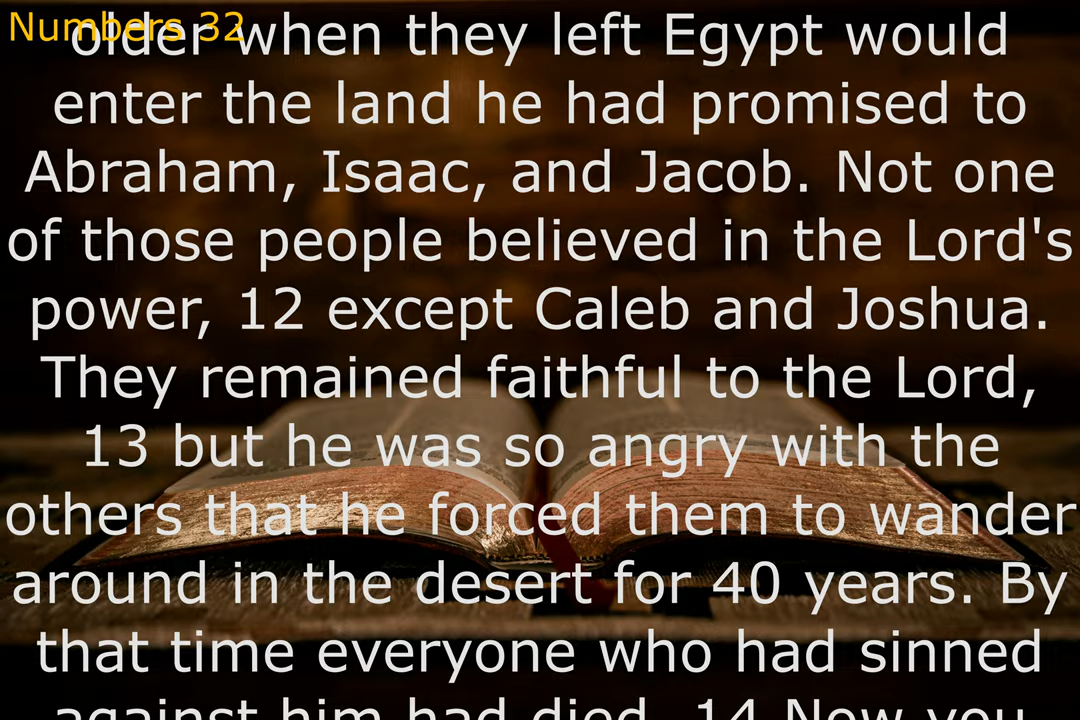 Numbers 32
older when they left Egypt would
enter the land he had promised to
Abraham, Isaac, and Jacob. Not one
of those people believed in the Lord's
power, 12 except Caleb and Joshua.
They remained faithful to the Lord,
13 but he was so angry with the
others that he forced them to wander
around in the desert for 40 years. By
that time everyone who had sinned
against him had died. 14 Now you